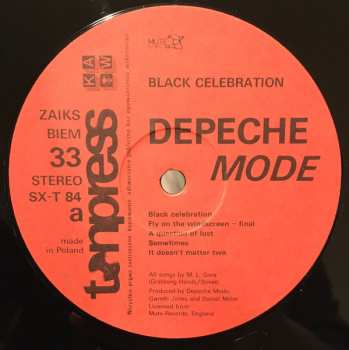 MUTE
KAW
BLACK CELEBRATION
ZAIKS
BIEM
33
STEREO
SX-T 84
a
made
in Poland
tonpress
DEPECHE
MODE
Black celebration
Fly on the windscreen – final
A question of lust
Sometimes
It doesn't matter two
All songs by M. L. Gore
Produced by Depeche Mode,
Gareth Jones and Daniel Miller
Licensed from
Mute Records, England